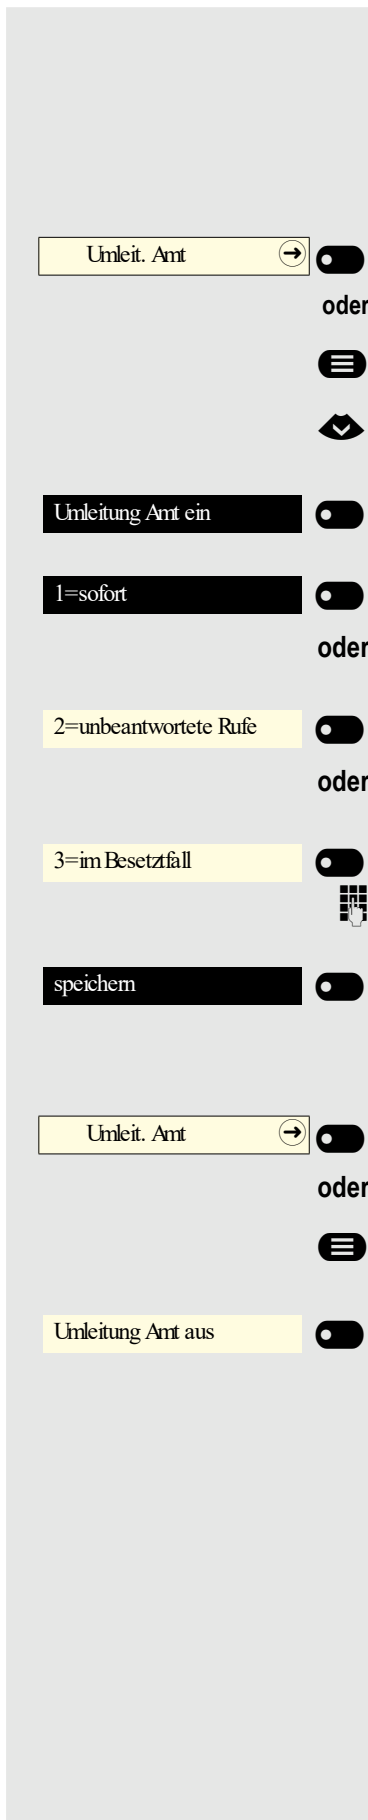 Umleit. Amt
oder
Umleitung Amt ein
1=sofort
oder
2=unbeantwortete Rufe
oder
3=im Besetztfall
speichern
Umleit. Amt
oder
Umleitung Amt aus